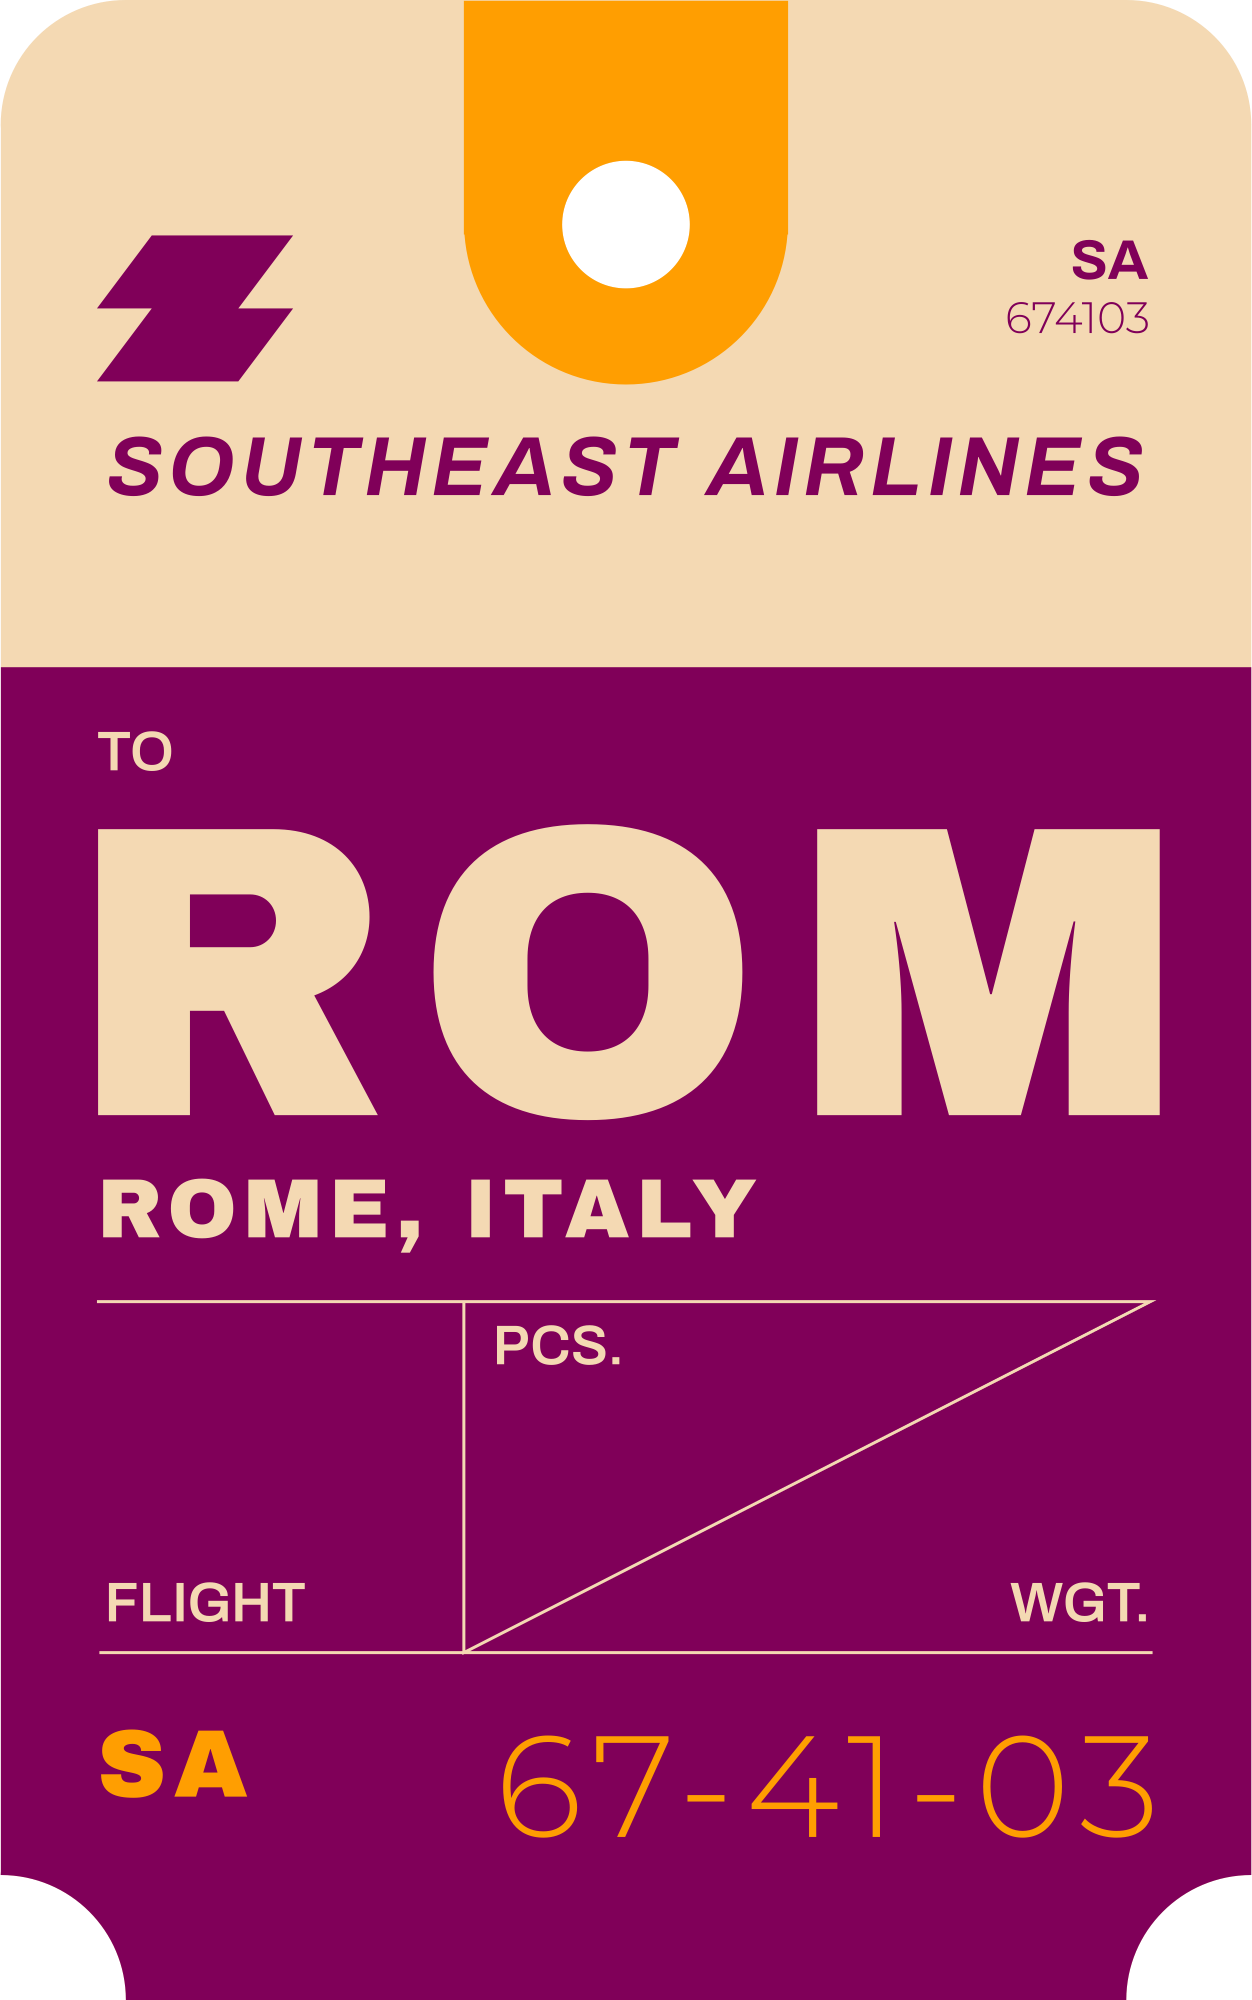 SA
674103
SOUTHEAST AIRLINES
TO
ROM
ROME, ITALY
PCS.
FLIGHT
WGT.
SA
67-41-03